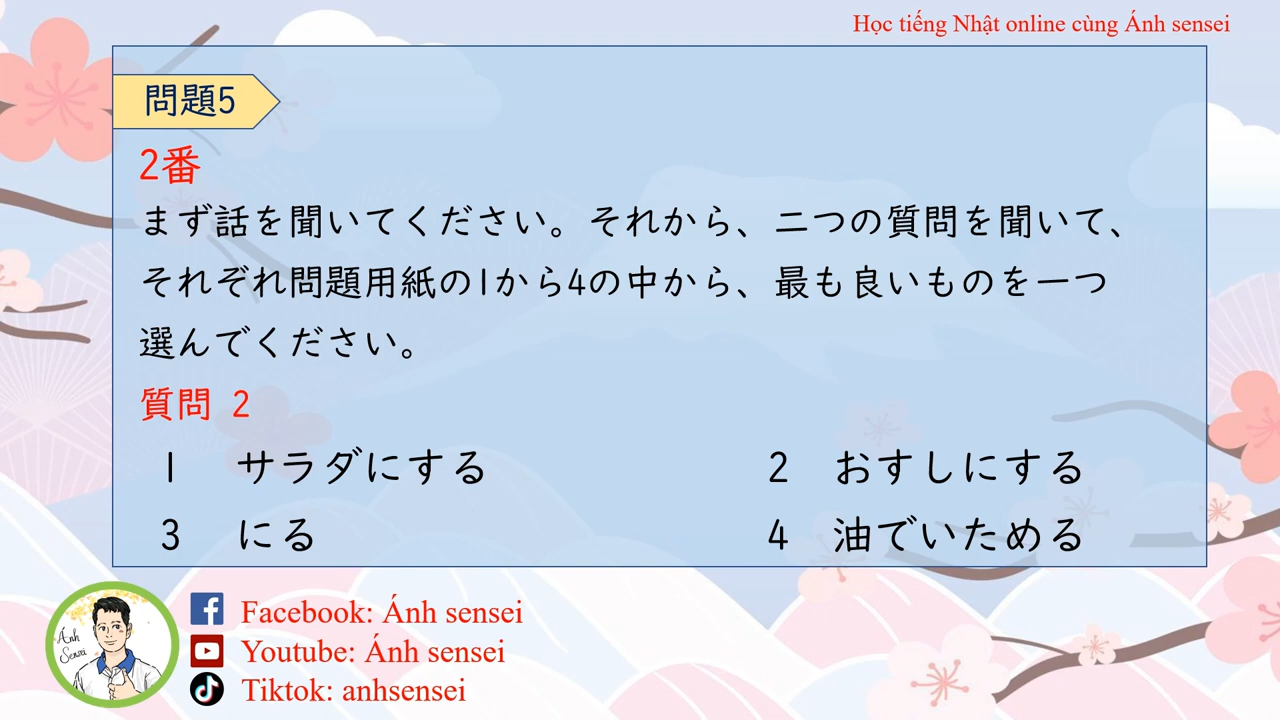 Học tiếng Nhật online cùng Ánh sensei
問題5
2番
まず話を聞いてください。それから、二つの質問を聞いて、
それぞれ問題用紙の1から4の中から、最も良いものを一つ
選んでください。
質問 2
1 サラダにする 2 おすしにする
3 にる 4 油でいためる
Ánh
Sensei
Facebook: Ánh sensei
Youtube: Ánh sensei
Tiktok: anhsensei